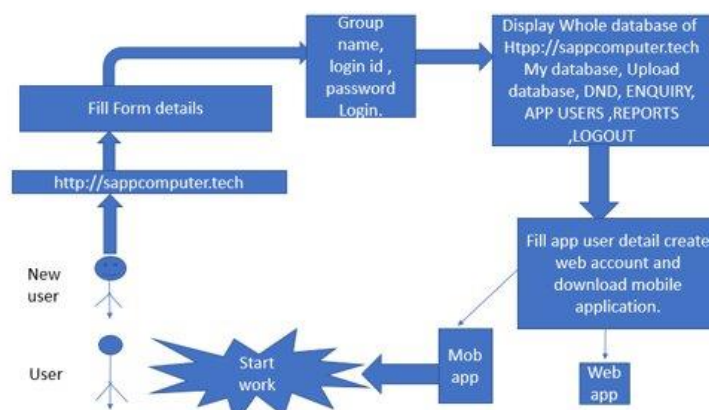 Group
name,
login id ,
password
Login.
Display Whole database of
Htpp://sappcomputer.tech
My database, Upload
database, DND, ENQUIRY,
APP USERS ,REPORTS
,LOGOUT
Fill Form details
http://sappcomputer.tech
Fill app user detail create
web account and
download mobile
application.
New
user
User
Start
work
Mob
app
Web
app